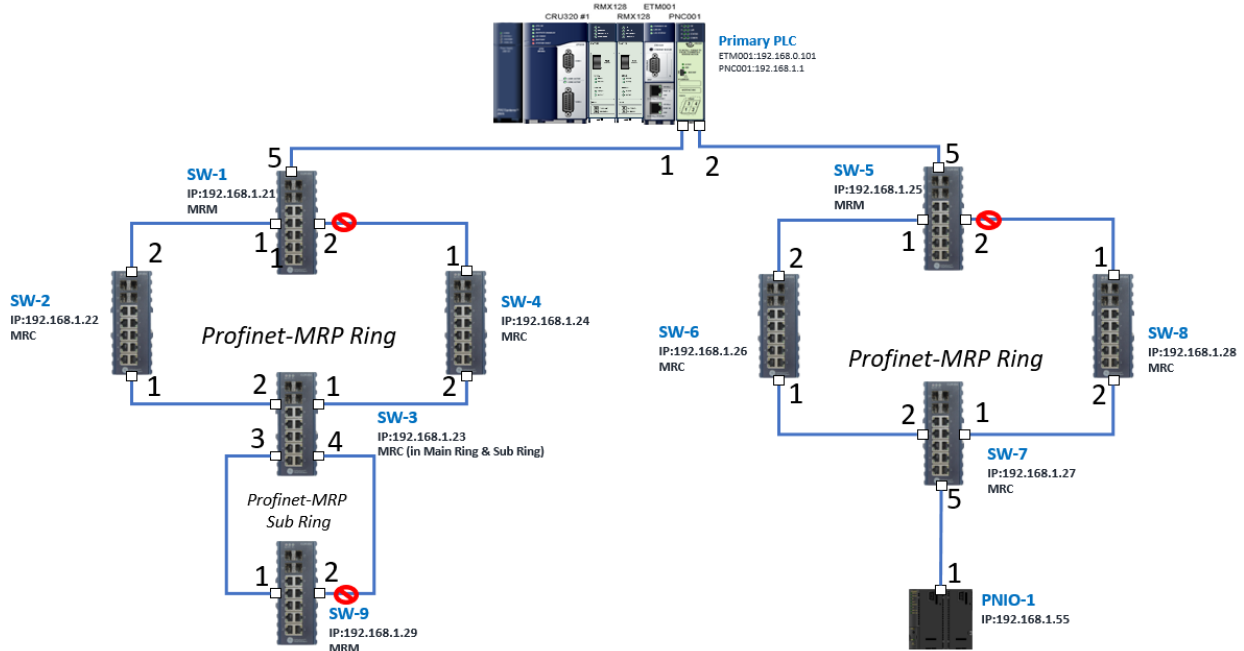 RMX128 ETM001
CRU320 #1 RMX128 PNC001
Primary PLC
ETM001:192.168.0.101
PNC001:192.168.1.1
1 2
5
SW-1
IP:192.168.1.21
MRM
1 2
1
2
1
SW-2
IP:192.168.1.22
MRC
SW-4
IP:192.168.1.24
MRC
Profinet-MRP Ring
1
2
2 1
SW-3
IP:192.168.1.23
MRC (in Main Ring & Sub Ring)
3 4
Profinet-MRP
Sub Ring
1 2
SW-9
IP:192.168.1.29
MRM
5
SW-5
IP:192.168.1.25
MRM
1 2
2
1
SW-6
IP:192.168.1.26
MRC
SW-8
IP:192.168.1.28
MRC
Profinet-MRP Ring
1
2
2 1
SW-7
IP:192.168.1.27
MRC
5
1
PNIO-1
IP:192.168.1.55